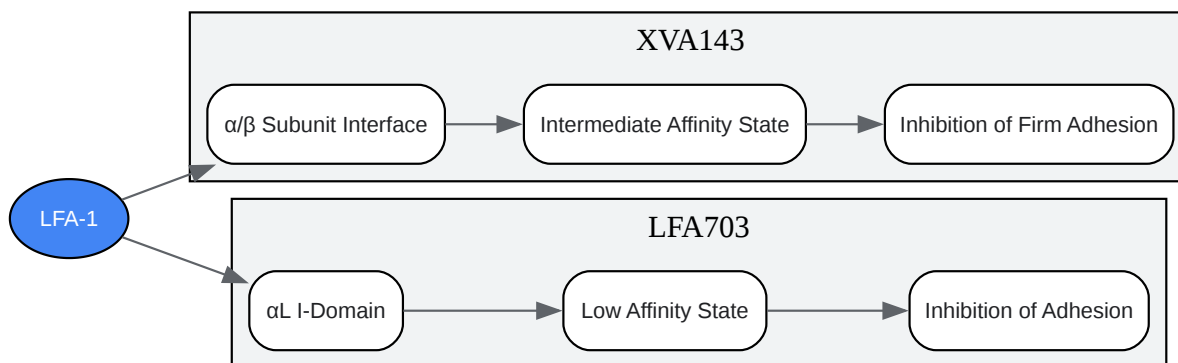 XVA143
α/β Subunit Interface
Intermediate Affinity State
Inhibition of Firm Adhesion
LFA-1
LFA703
αL I-Domain
Low Affinity State
Inhibition of Adhesion